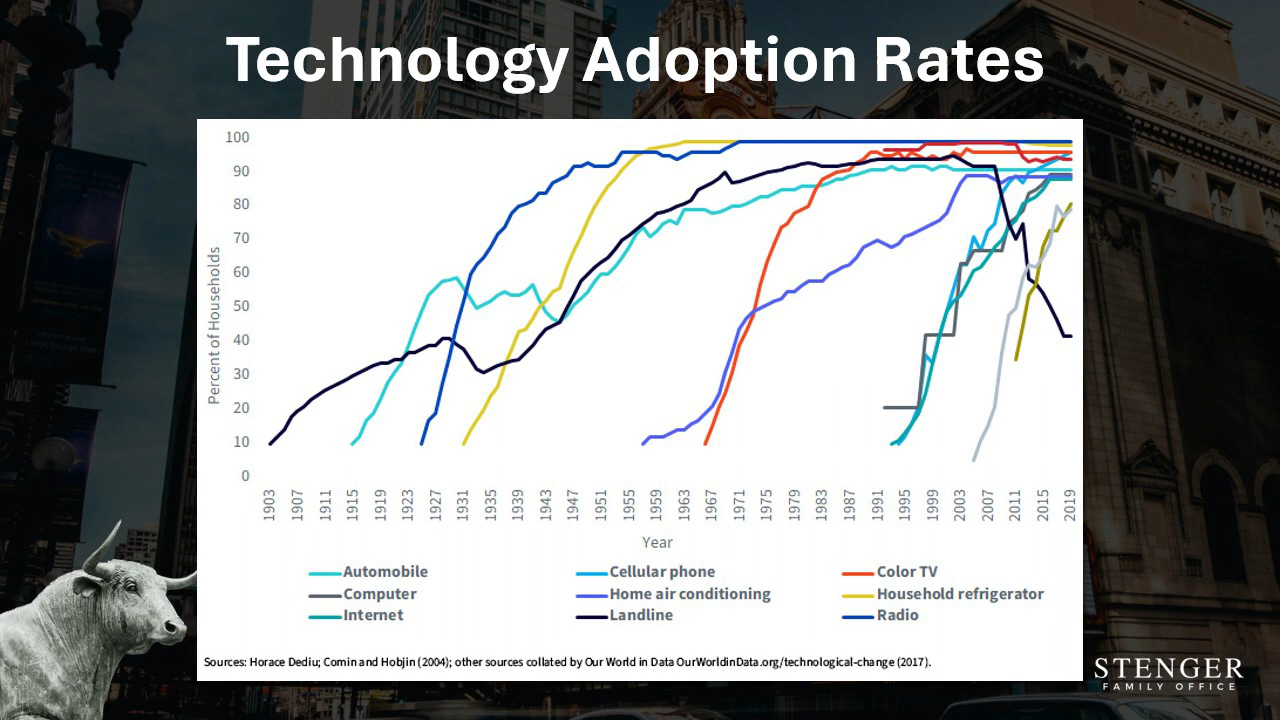 Technology Adoption Rates
100
90
80
70
60
50
40
30
20
10
0
Percent of Households
1903 1907 1911 1915 1919 1923 1927 1931 1935 1939 1943 1947 1951 1955 1959 1963 1967 1971 1975 1979 1983 1987 1991 1995 1999 2003 2007 2011 2015 2019
Year
Automobile Cellular phone Color TV
Computer Home air conditioning Household refrigerator
Internet Landline Radio
Sources: Horace Dediu; Comin and Hobjin (2004); other sources collated by Our World in Data OurWorldinData.org/technological-change (2017).
STENGER
FAMILY OFFICE